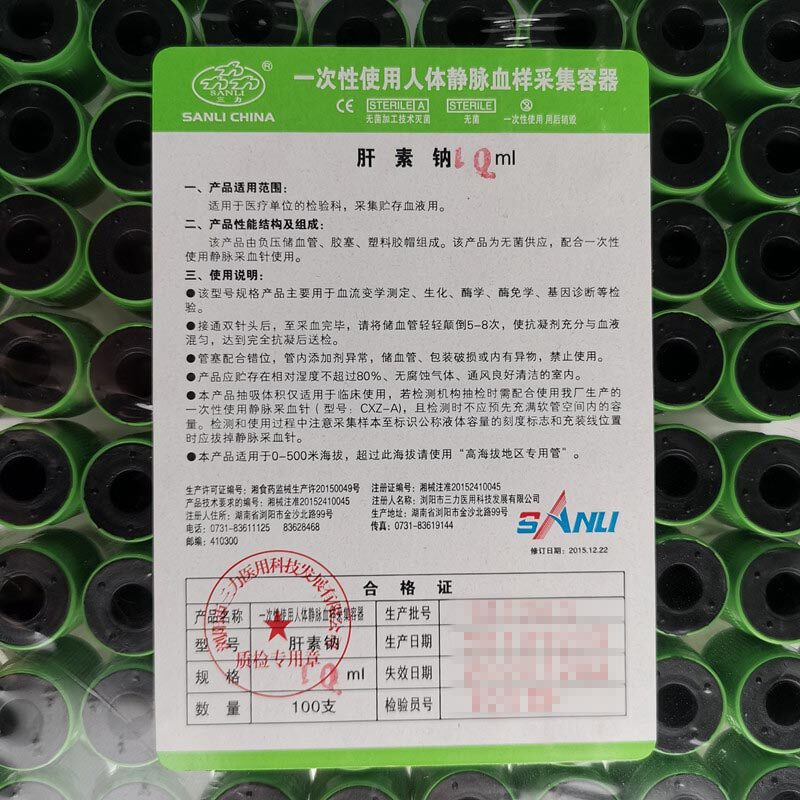 SANLI
三力
®
SANLI CHINA
一次性使用人体静脉血样采集容器
CE STERILE A STERILE
无菌加工技术灭菌 无菌 一次性使用 用后销毁
肝素钠 ml
一、产品适用范围:
适用于医疗单位的检验科，采集贮存血液用。
二、产品性能结构及组成:
该产品由负压储血管、胶塞、塑料胶帽组成。该产品为无菌供应，配合一次性
使用静脉采血针使用。
三、使用说明:
●该型号规格产品主要用于血流变学测定、生化、酶学、酶免学、基因诊断等检
验。
●接通双针头后，至采血完毕，请将储血管轻轻颠倒5-8次，使抗凝剂充分与血液
混匀，达到完全抗凝后送检。
●管塞配合错位，管内添加剂异常，储血管、包装破损或内有异物，禁止使用。
●产品应贮存在相对湿度不超过80%、无腐蚀气体、通风良好清洁的室内。
●本产品抽吸体积仅适用于临床使用，若检测机构抽检时需配合使用我厂生产的
一次性使用静脉采血针（型号：CXZ-A)，且检测时不应预先充满软管空间内的容
量。检测和使用过程中注意采集样本至标识公称液体容量的刻度标志和充装线位置
时应拔掉静脉采血针。
●本产品适用于0-500米海拔，超过此海拔请使用“高海拔地区专用管”。
生产许可证编号：湘食药监械生产许20150049号 注册证编号：湘械注准20152410045
产品技术要求的编号：湘械注准20152410045 注册人名称：浏阳市三力医用科技发展有限公司
注册人住所：湖南省浏阳市金沙北路99号 生产地址：湖南省浏阳市金沙北路99号
电话：0731-83611125 83628468 传真：0731-83619144
邮编：410300
SANLI
修订日期：2015.12.22
合格证
产品名称 一次性使用人体静脉血样采集容器 生产批号
型号 肝素钠 生产日期
规格 ml 失效日期
数量 100支 检验员号
浏阳市三力医用科技发展有限公司
质检专用章